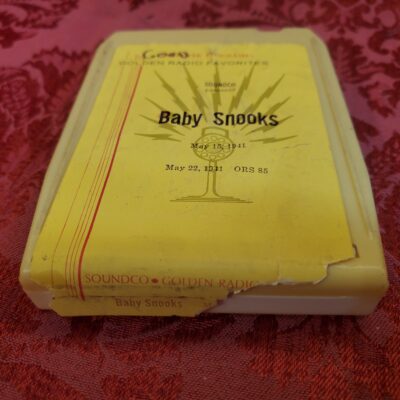 Good
GOLDEN RADIO FAVORITES
SOUNDCO
Baby Snooks
May 15, 1941
May 22, 1941 ORS 85
SOUNDCO • GOLDEN RADIO
Baby Snooks